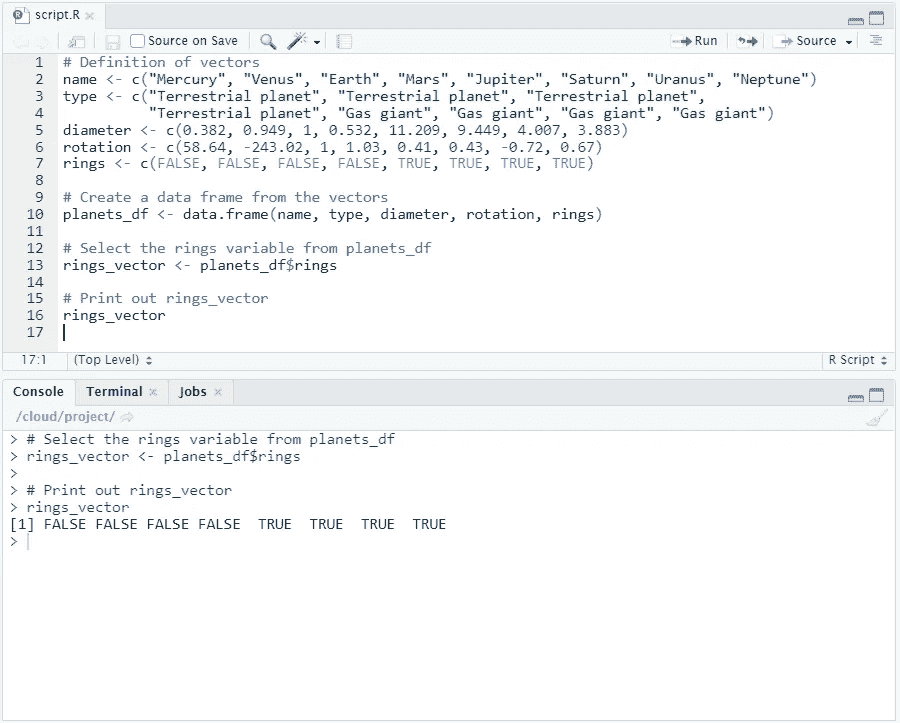 script.R
Source on Save
Run
Source
1 # Definition of vectors
2 name <- c("Mercury", "Venus", "Earth", "Mars", "Jupiter", "Saturn", "Uranus", "Neptune")
3 type <- c("Terrestrial planet", "Terrestrial planet", "Terrestrial planet",
4 "Terrestrial planet", "Gas giant", "Gas giant", "Gas giant", "Gas giant")
5 diameter <- c(0.382, 0.949, 1, 0.532, 11.209, 9.449, 4.007, 3.883)
6 rotation <- c(58.64, -243.02, 1, 1.03, 0.41, 0.43, -0.72, 0.67)
7 rings <- c(FALSE, FALSE, FALSE, FALSE, TRUE, TRUE, TRUE, TRUE)
8
9 # Create a data frame from the vectors
10 planets_df <- data.frame(name, type, diameter, rotation, rings)
11
12 # Select the rings variable from planets_df
13 rings_vector <- planets_df$rings
14
15 # Print out rings_vector
16 rings_vector
17
17:1 (Top Level) R Script
Console Terminal Jobs
/cloud/project/
> # Select the rings variable from planets_df
> rings_vector <- planets_df$rings
>
> # Print out rings_vector
> rings_vector
[1] FALSE FALSE FALSE FALSE TRUE TRUE TRUE TRUE
>